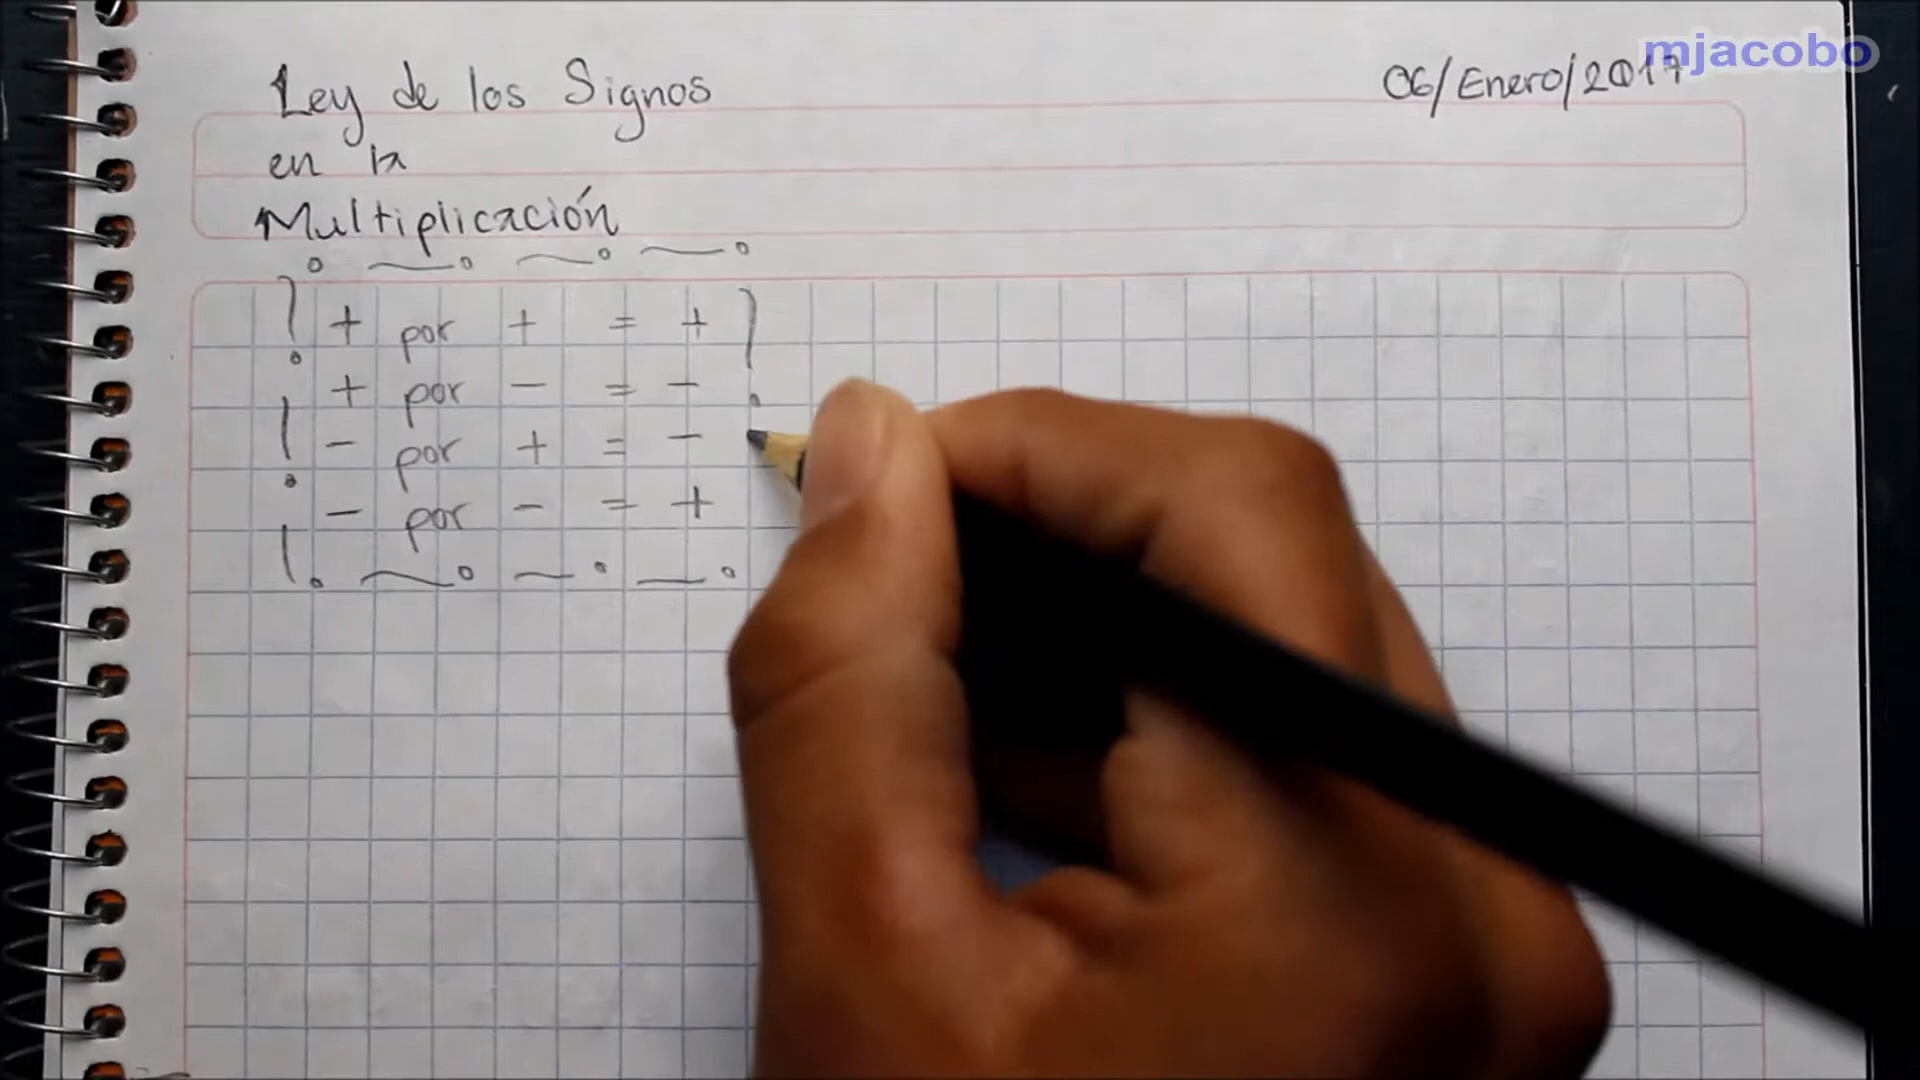 mjacobo
Ley de los Signos
06/Enero/2017
en la
Multiplicación
+ por + = +
+ por - = -
- por + = -
- por - = +